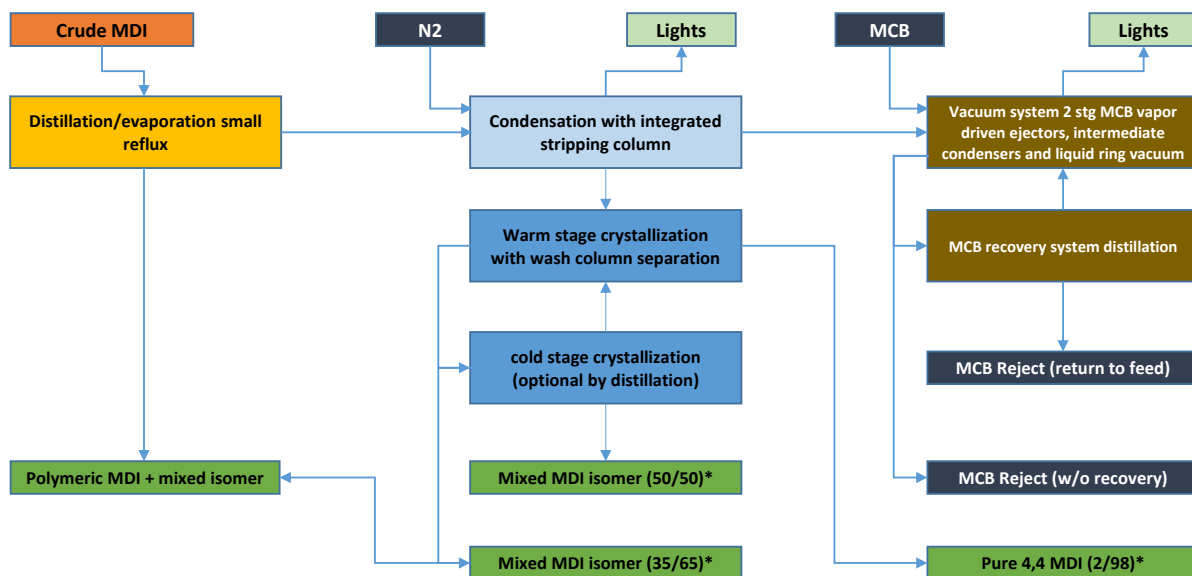 Crude MDI
N2
Lights
MCB
Lights
Distillation/evaporation small
reflux
Condensation with integrated
stripping column
Vacuum system 2 stg MCB vapor
driven ejectors, intermediate
condensers and liquid ring vacuum
Warm stage crystallization
with wash column separation
MCB recovery system distillation
cold stage crystallization
(optional by distillation)
MCB Reject (return to feed)
Polymeric MDI + mixed isomer
Mixed MDI isomer (50/50)*
MCB Reject (w/o recovery)
Mixed MDI isomer (35/65)*
Pure 4,4 MDI (2/98)*